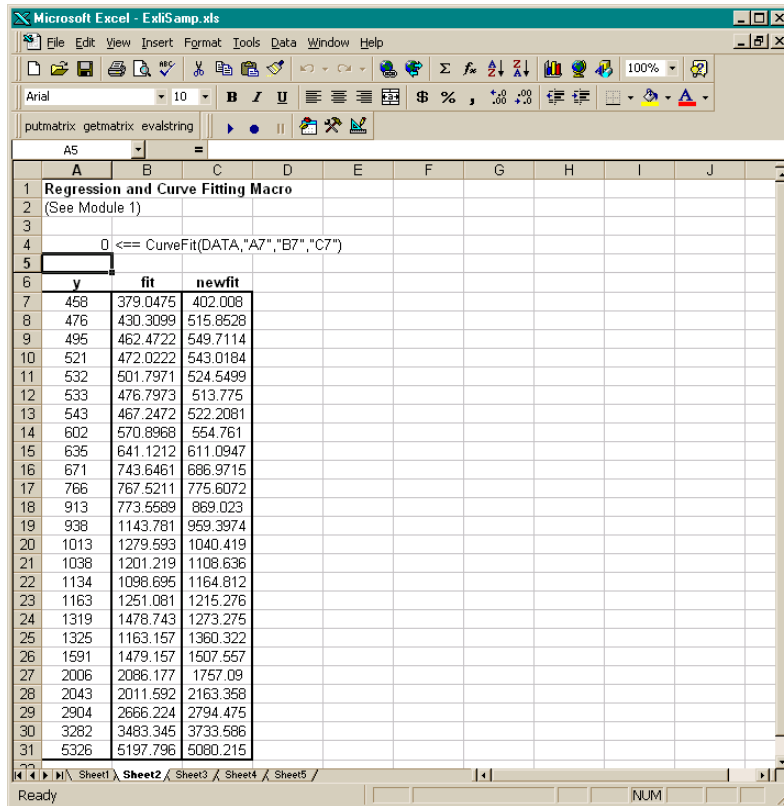 Microsoft Excel - ExliSamp.xls
File Edit View Insert Format Tools Data Window Help
100%
Arial 10 B I U $ % ,
putmatrix getmatrix evalstring
A5 =
A B C D E F G H I J
1 Regression and Curve Fitting Macro
2 (See Module 1)
3
4 0 <== CurveFit(DATA,"A7","B7","C7")
5
6 y fit newfit
7 458 379.0475 402.008
8 476 430.3099 515.8528
9 495 462.4722 549.7114
10 521 472.0222 543.0184
11 532 501.7971 524.5499
12 533 476.7973 513.775
13 543 467.2472 522.2081
14 602 570.8968 554.761
15 635 641.1212 611.0947
16 671 743.6461 686.9715
17 766 767.5211 775.6072
18 913 773.5589 869.023
19 938 1143.781 959.3974
20 1013 1279.593 1040.419
21 1038 1201.219 1108.636
22 1134 1098.695 1164.812
23 1163 1251.081 1215.276
24 1319 1478.743 1273.275
25 1325 1163.157 1360.322
26 1591 1479.157 1507.557
27 2006 2086.177 1757.09
28 2043 2011.592 2163.358
29 2904 2666.224 2794.475
30 3282 3483.345 3733.586
31 5326 5197.796 5080.215
Sheet1 Sheet2 Sheet3 Sheet4 Sheet5
Ready NUM